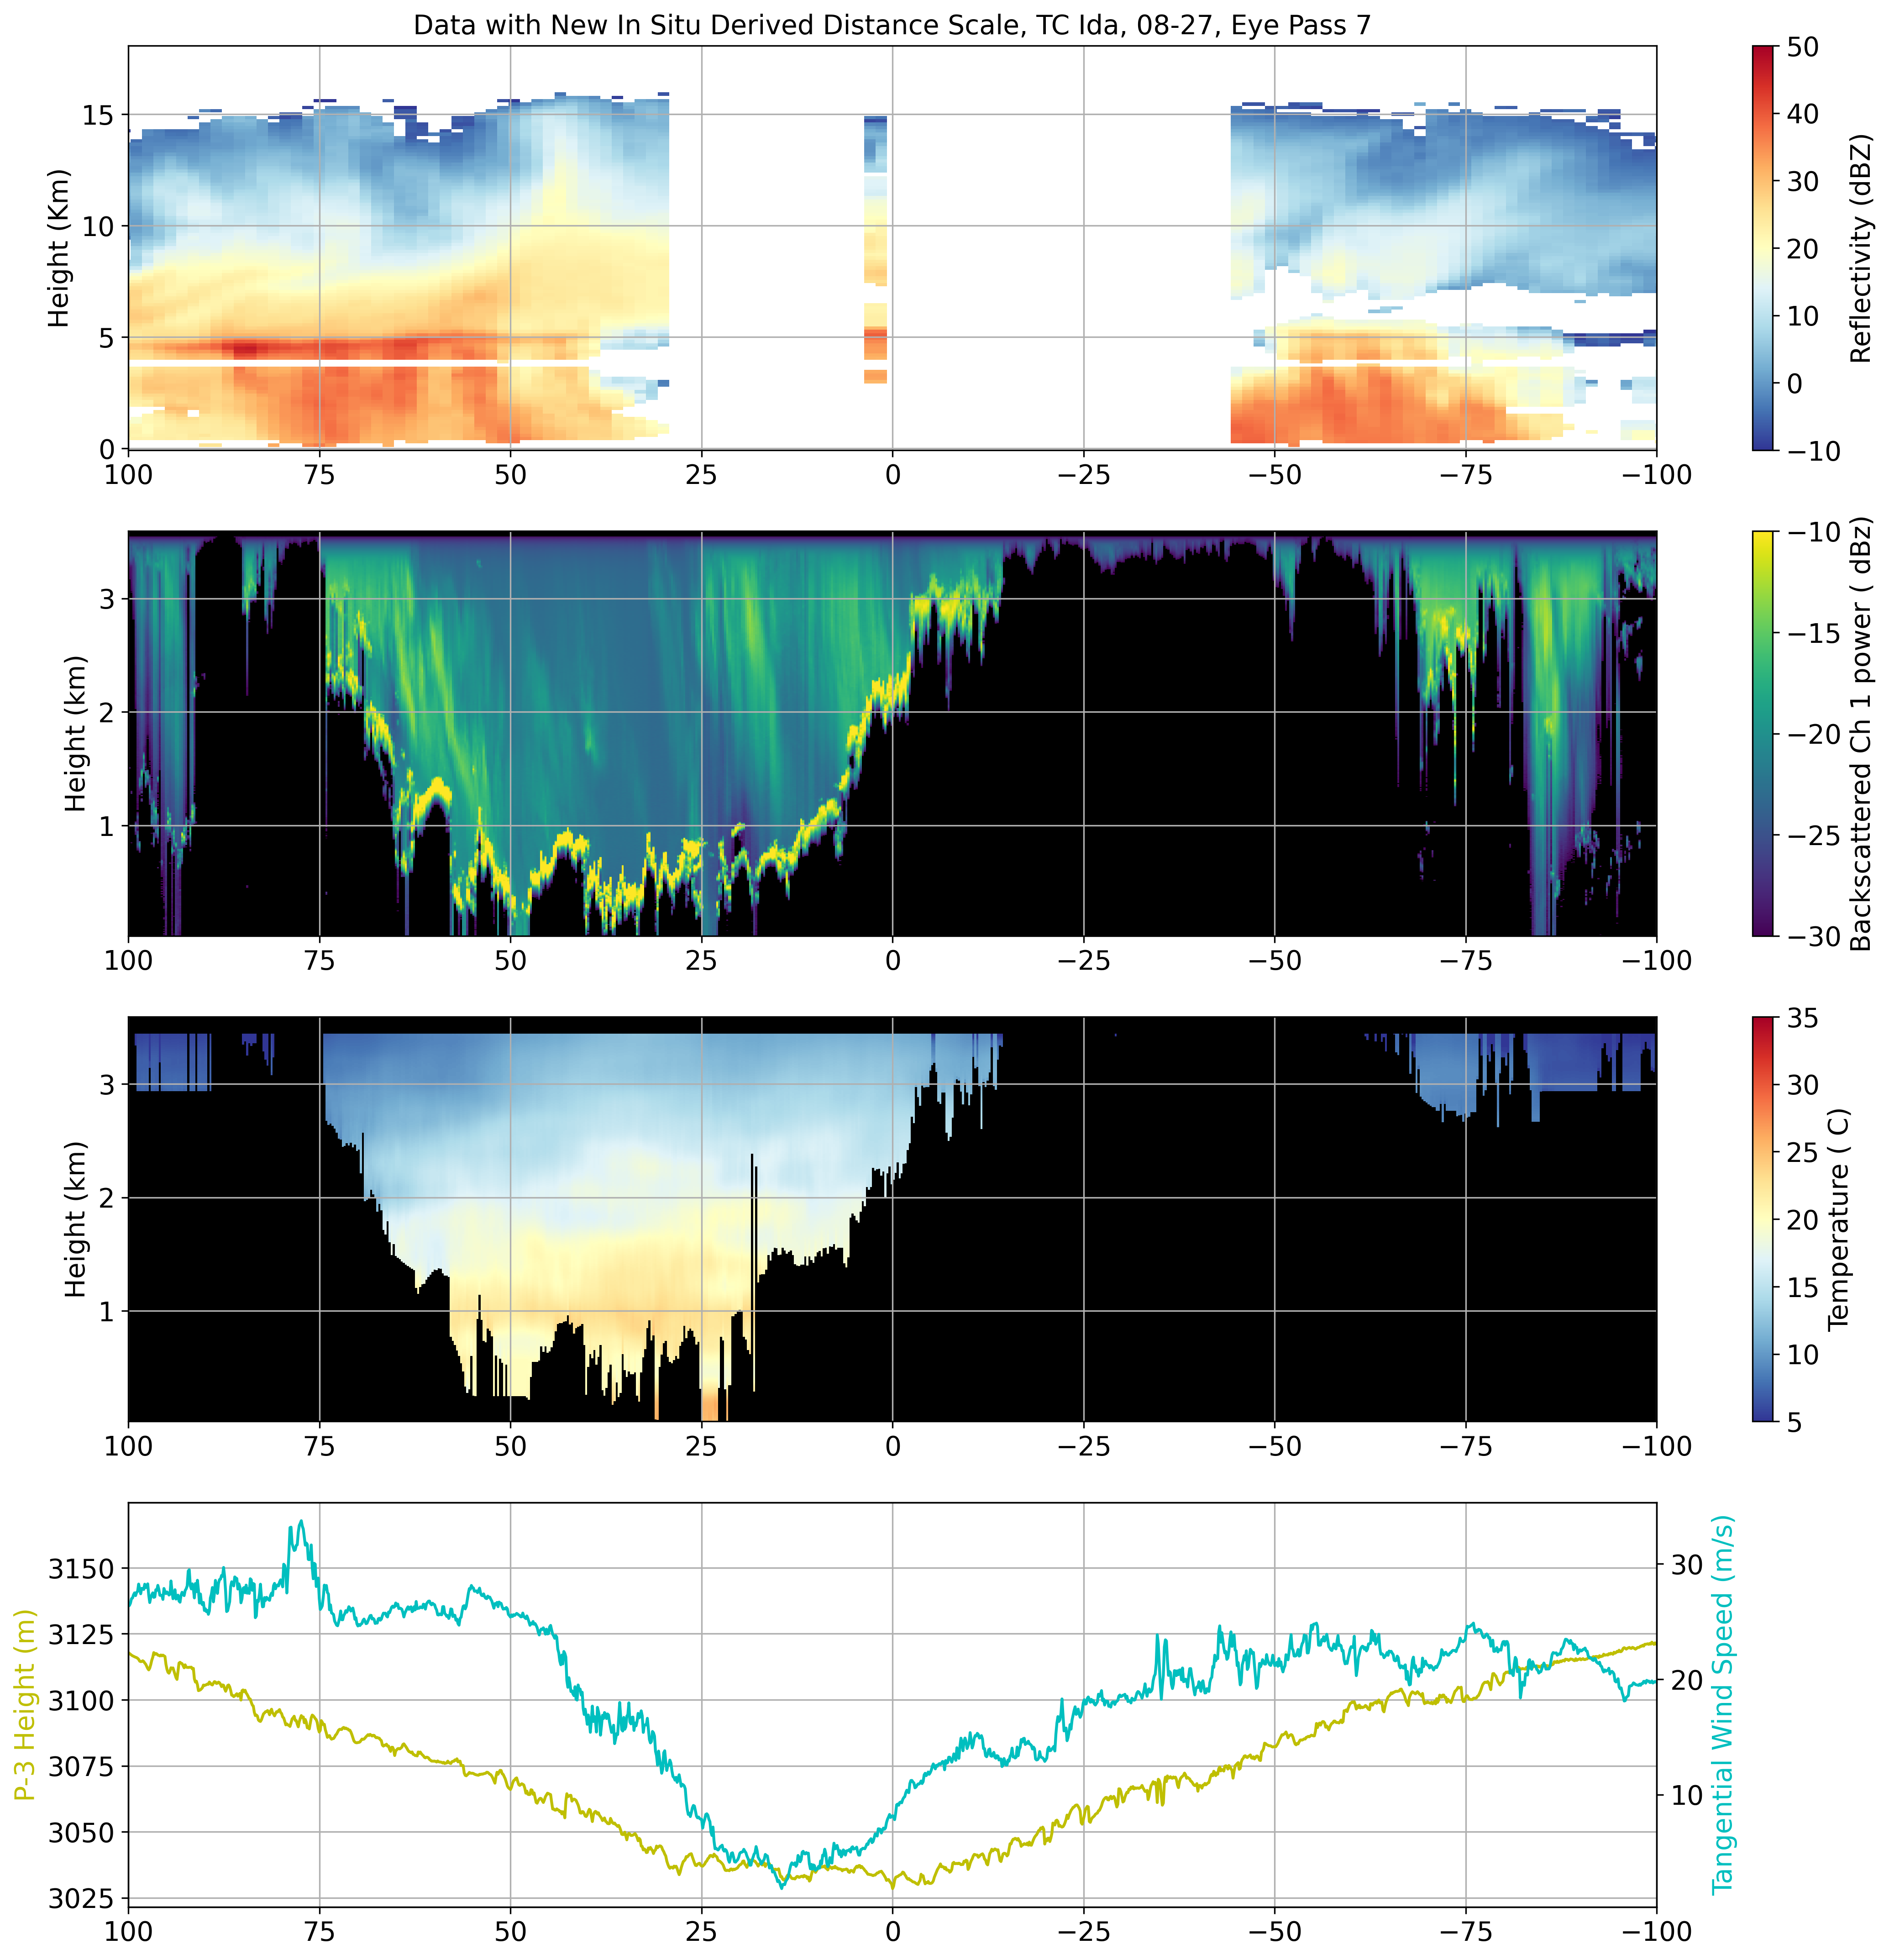 Data with New In Situ Derived Distance Scale, TC Ida, 08-27, Eye Pass 7
Height (Km)
15
10
5
0
100 75 50 25 0 −25 −50 −75 −100
50
40
30
20
10
0
−10
Reflectivity (dBZ)
Height (km)
3
2
1
100 75 50 25 0 −25 −50 −75 −100
−10
−15
−20
−25
−30
Backscattered Ch 1 power ( dBz)
Height (km)
3
2
1
100 75 50 25 0 −25 −50 −75 −100
35
30
25
20
15
10
5
Temperature ( C)
P-3 Height (m)
3150
3125
3100
3075
3050
3025
100 75 50 25 0 −25 −50 −75 −100
30
20
10
Tangential Wind Speed (m/s)